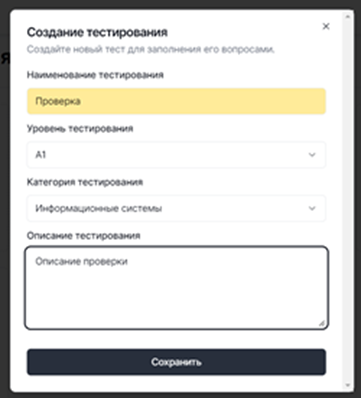 Создание тестирования
Создайте новый тест для заполнения его вопросами.
Наименование тестирования
Проверка
Уровень тестирования
A1
Категория тестирования
Информационные системы
Описание тестирования
Описание проверки
Сохранить